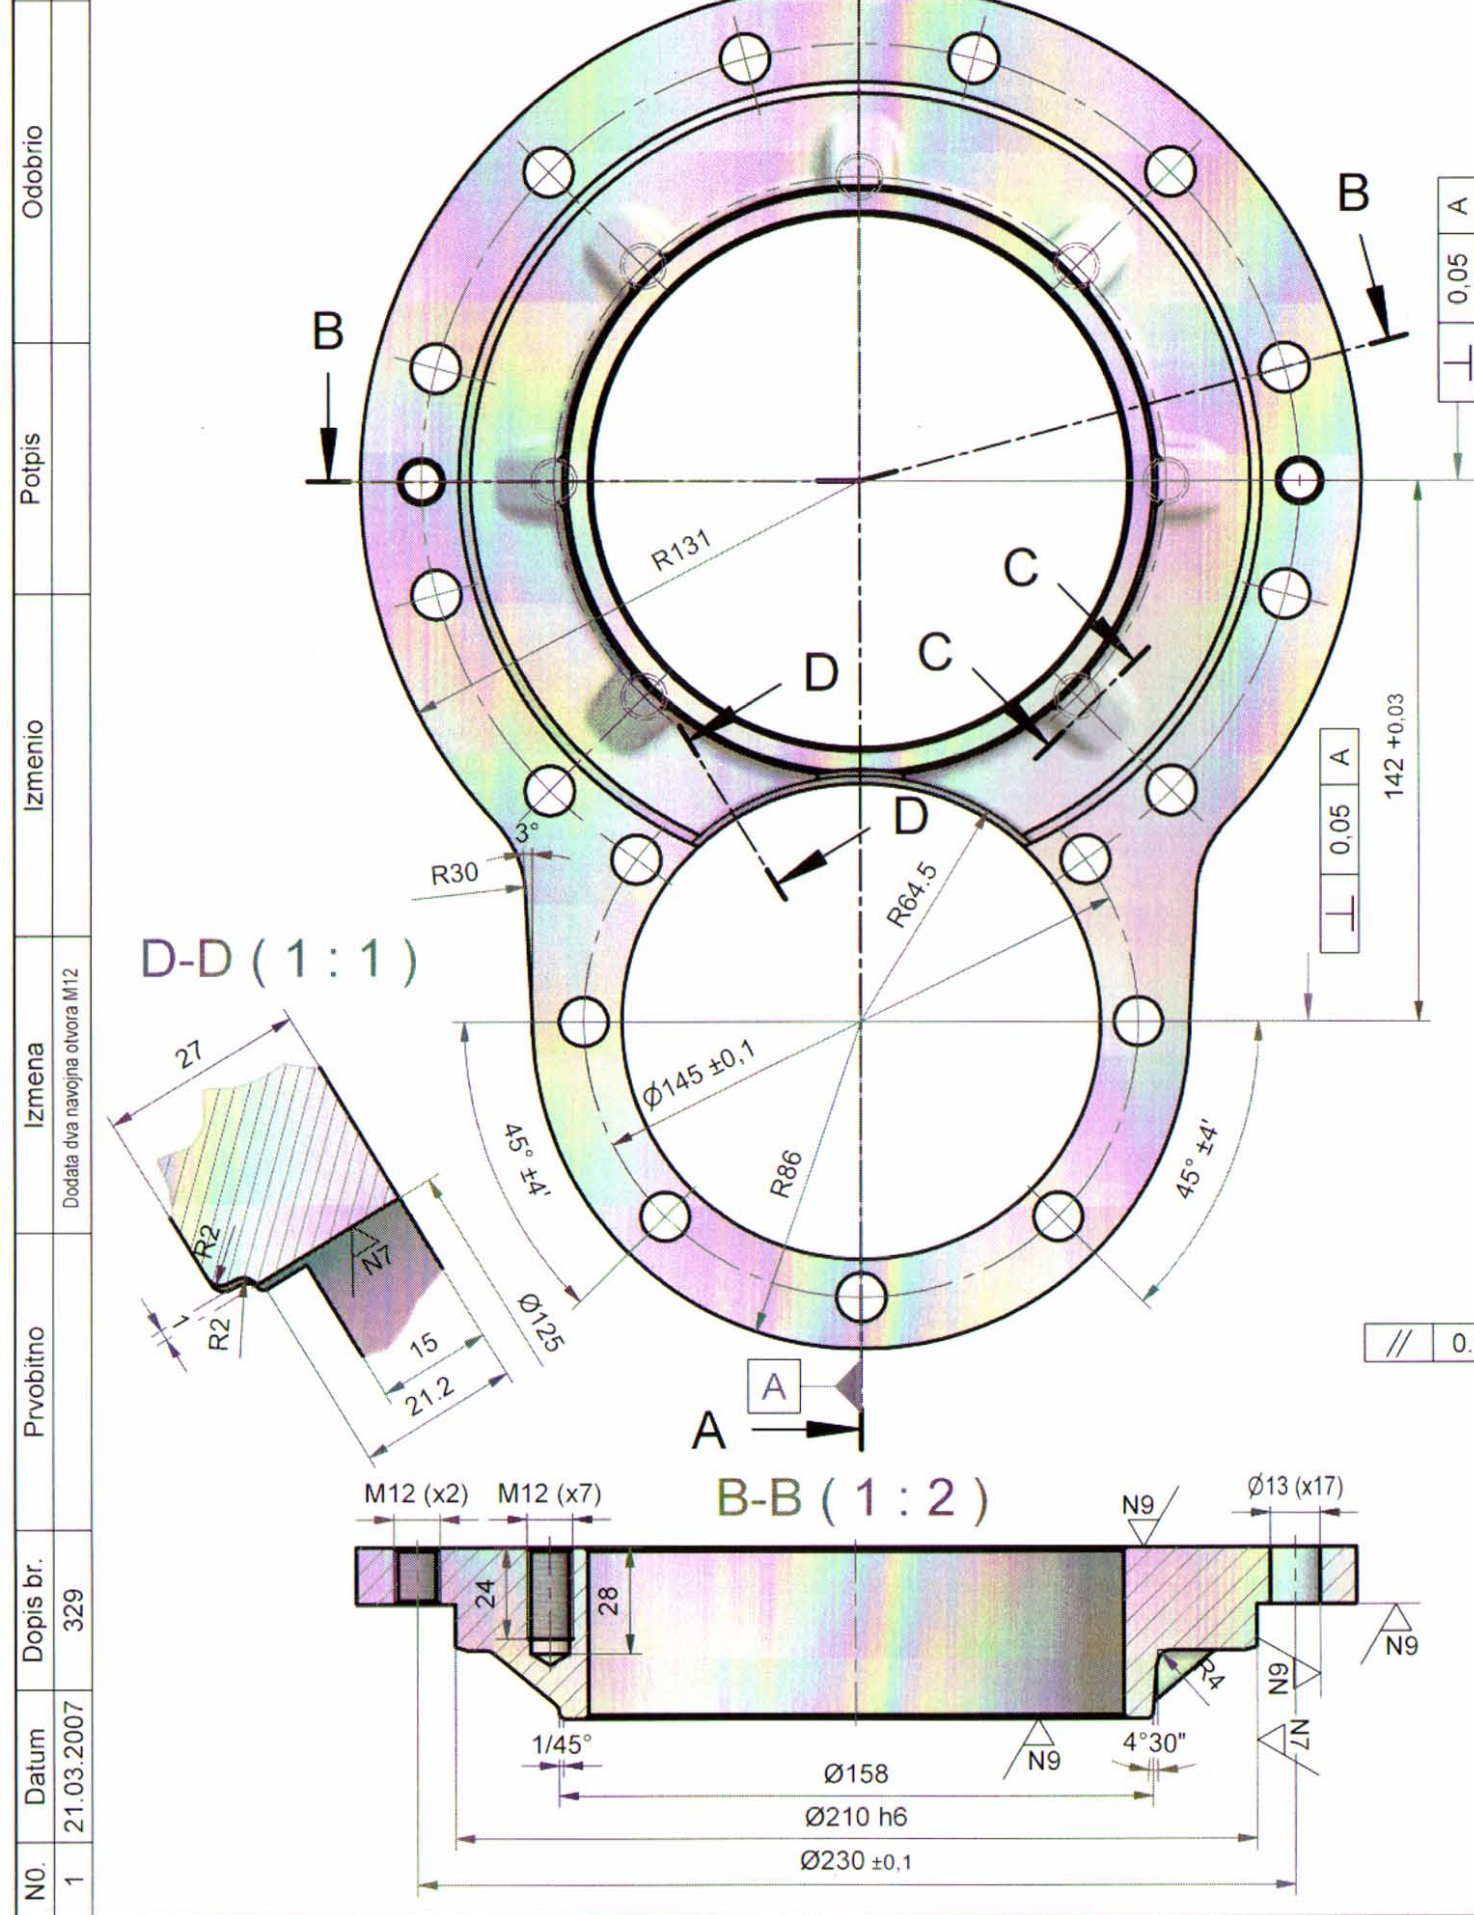 Odobrio
Potpis
Izmenio
Izmena
Dodata dva navojna otvora M12
Prvobitno
Dopis br.
329
Datum
21.03.2007
NO.
1
B
B
⊥ 0,05 A
R131
C
C
D
D
142 +0,03
⊥ 0,05 A
3°
R30
R64.5
D-D ( 1 : 1 )
27
R2
R2
1
N7
Ø125
15
21.2
Ø145 ±0,1
45° ±4'
45° ±4'
R86
// 0.
A
A
B-B ( 1 : 2 )
M12 (x2)
M12 (x7)
N9
Ø13 (x17)
24
28
R4
N9
N9
N7
1/45°
N9
4°30"
Ø158
Ø210 h6
Ø230 ±0,1